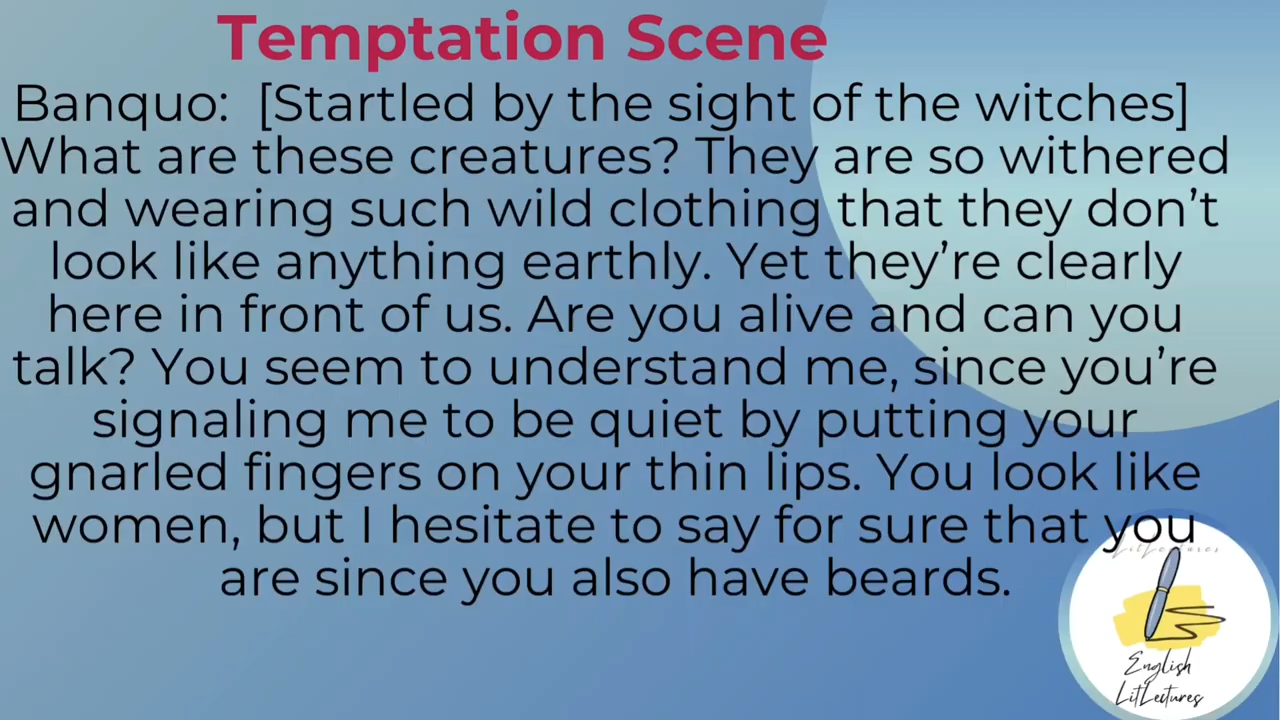 Temptation Scene
Banquo: [Startled by the sight of the witches]
What are these creatures? They are so withered
and wearing such wild clothing that they don’t
look like anything earthly. Yet they’re clearly
here in front of us. Are you alive and can you
talk? You seem to understand me, since you’re
signaling me to be quiet by putting your
gnarled fingers on your thin lips. You look like
women, but I hesitate to say for sure that you
are since you also have beards.
LitLectures
English
LitLectures